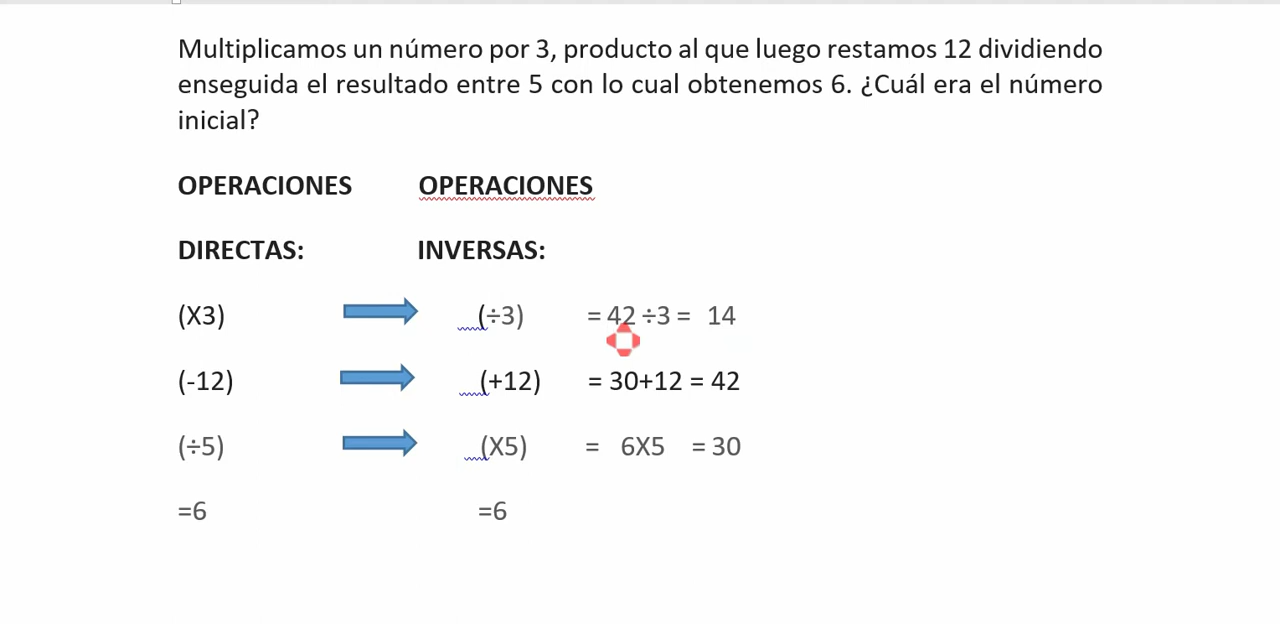 Multiplicamos un número por 3, producto al que luego restamos 12 dividiendo
enseguida el resultado entre 5 con lo cual obtenemos 6. ¿Cuál era el número
inicial?
OPERACIONES OPERACIONES
DIRECTAS: INVERSAS:
(X3) (÷3) = 42 ÷3 = 14
(-12) (+12) = 30+12 = 42
(÷5) (X5) = 6X5 = 30
=6 =6